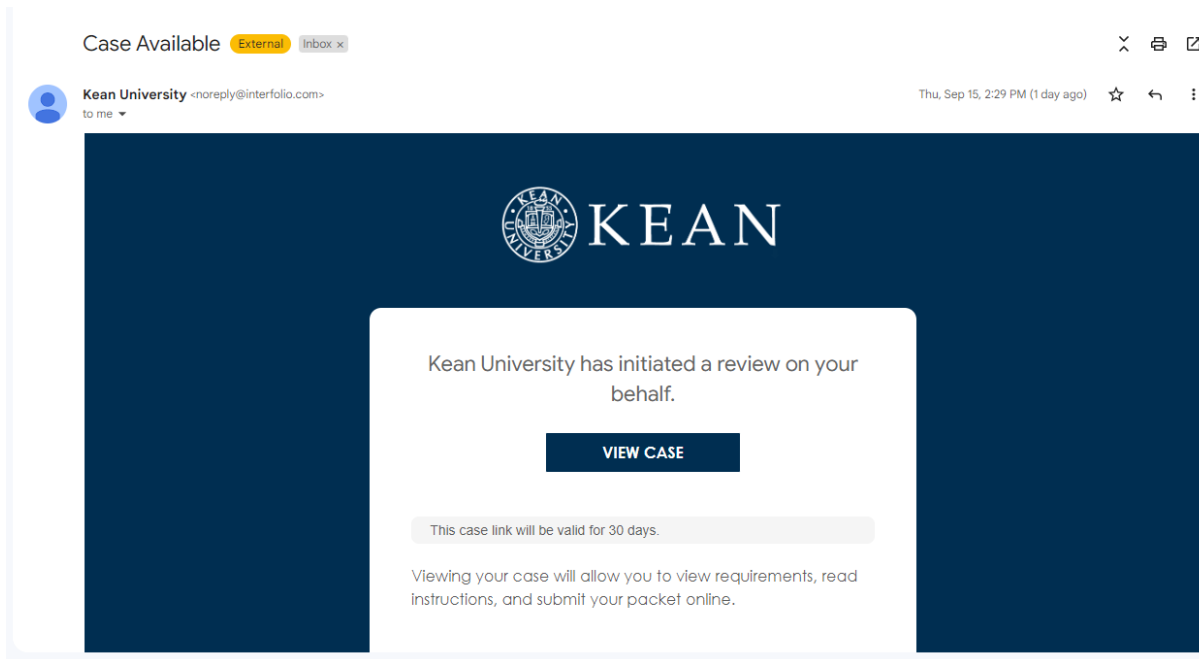 Case Available External Inbox ×
Kean University <noreply@interfolio.com> Thu, Sep 15, 2:29 PM (1 day ago)
to me
KEAN UNIVERSITY KEAN
Kean University has initiated a review on your
behalf.
VIEW CASE
This case link will be valid for 30 days.
Viewing your case will allow you to view requirements, read
instructions, and submit your packet online.